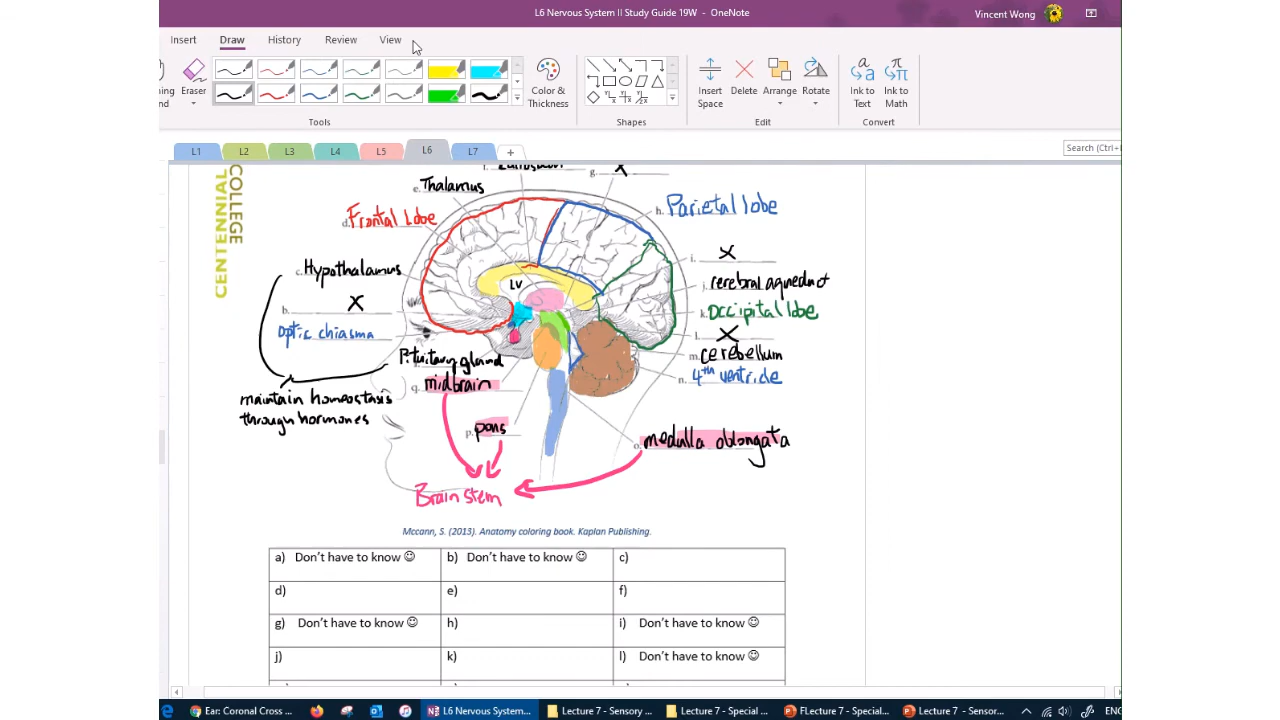 L6 Nervous System II Study Guide 19W - OneNote
Vincent Wong
Insert Draw History Review View
Eraser
Color & Thickness
Insert Space
Delete
Arrange
Rotate
Ink to Text
Ink to Math
Tools
Shapes
Edit
Convert
L1 L2 L3 L4 L5 L6 L7 +
Search (Ctrl+
CENTENNIAL
COLLEGE
f.
g. X
e. Thalamus
d. Frontal Lobe
h. Parietal lobe
c. Hypothalamus
i. X
j. cerebral aqueduct
b. X
LV
k. Occipital lobe
Optic chiasma
l. X
Pituitary gland
m. cerebellum
q. midbrain
n. 4th ventricle
maintain homeostasis
through hormones
p. pons
o. medulla oblongata
Brain stem
Mccann, S. (2013). Anatomy coloring book. Kaplan Publishing.
a) Don't have to know ☺ b) Don't have to know ☺ c)
d) e) f)
g) Don't have to know ☺ h) i) Don't have to know ☺
j) k) l) Don't have to know ☺
Ear: Coronal Cross ...
L6 Nervous System...
Lecture 7 - Sensory ...
Lecture 7 - Special ...
FLecture 7 - Special...
Lecture 7 - Sensor...
ENG